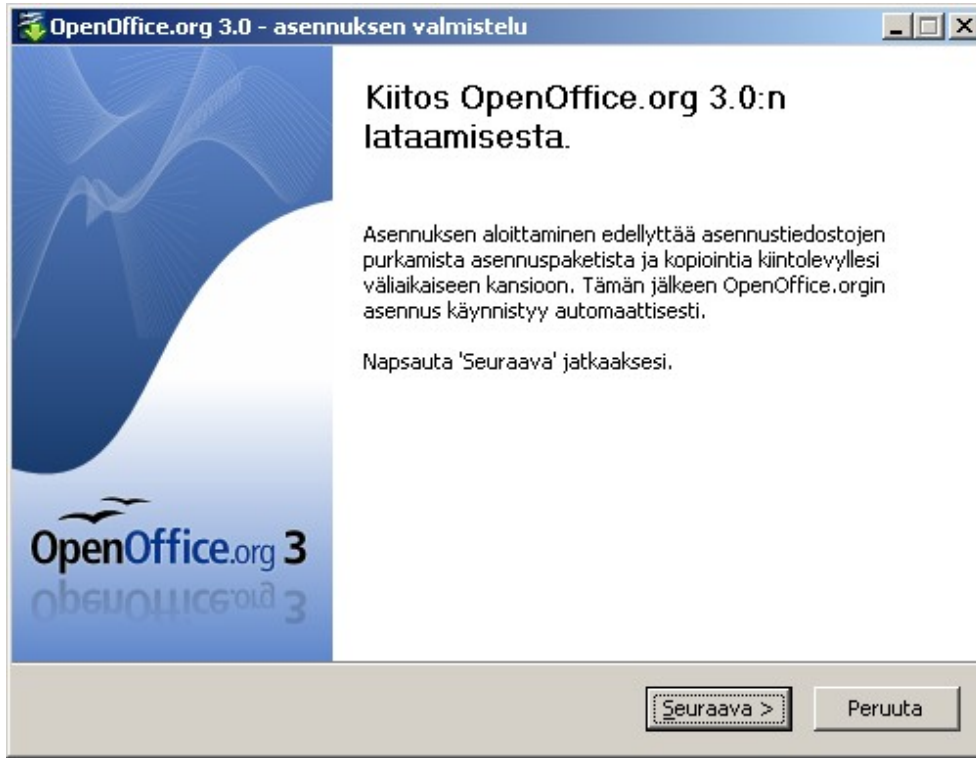 OpenOffice.org 3.0 - asennuksen valmistelu
Kiitos OpenOffice.org 3.0:n
lataamisesta.
Asennuksen aloittaminen edellyttää asennustiedostojen
purkamista asennuspaketista ja kopiointia kiintolevyllesi
väliaikaiseen kansioon. Tämän jälkeen OpenOffice.orgin
asennus käynnistyy automaattisesti.
Napsauta 'Seuraava' jatkaaksesi.
OpenOffice.org 3
Seuraava >
Peruuta